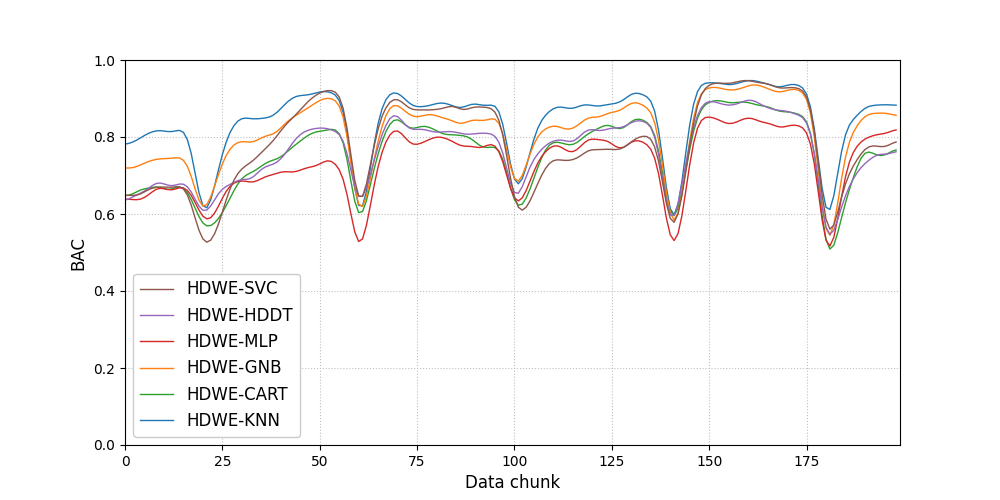 1.0
0.8
0.6
0.4
0.2
0.0
BAC
HDWE-SVC
HDWE-HDDT
HDWE-MLP
HDWE-GNB
HDWE-CART
HDWE-KNN
0 25 50 75 100 125 150 175
Data chunk